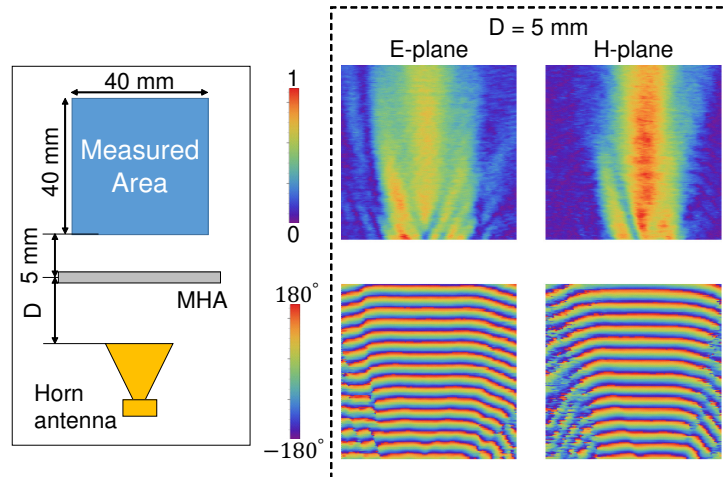 40 mm
40 mm
Measured
Area
5 mm
MHA
D
Horn
antenna
1
0
180°
−180°
D = 5 mm
E-plane
H-plane